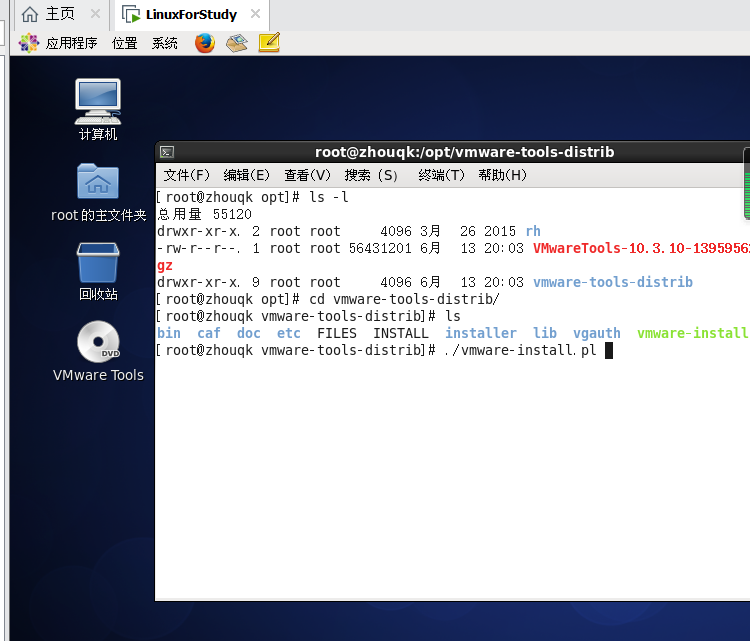 主页 LinuxForStudy
应用程序 位置 系统
计算机
root 的主文件夹
回收站
DVD
VMware Tools
root@zhouqk:/opt/vmware-tools-distrib
文件(F) 编辑(E) 查看(V) 搜索 (S) 终端(T) 帮助(H)
[root@zhouqk opt]# ls -l
总用量 55120
drwxr-xr-x. 2 root root 4096 3月 26 2015 rh
-rw-r--r--. 1 root root 56431201 6月 13 20:03 VMwareTools-10.3.10-1395956
gz
drwxr-xr-x. 9 root root 4096 6月 13 20:03 vmware-tools-distrib
[root@zhouqk opt]# cd vmware-tools-distrib/
[root@zhouqk vmware-tools-distrib]# ls
bin caf doc etc FILES INSTALL installer lib vgauth vmware-install
[root@zhouqk vmware-tools-distrib]# ./vmware-install.pl